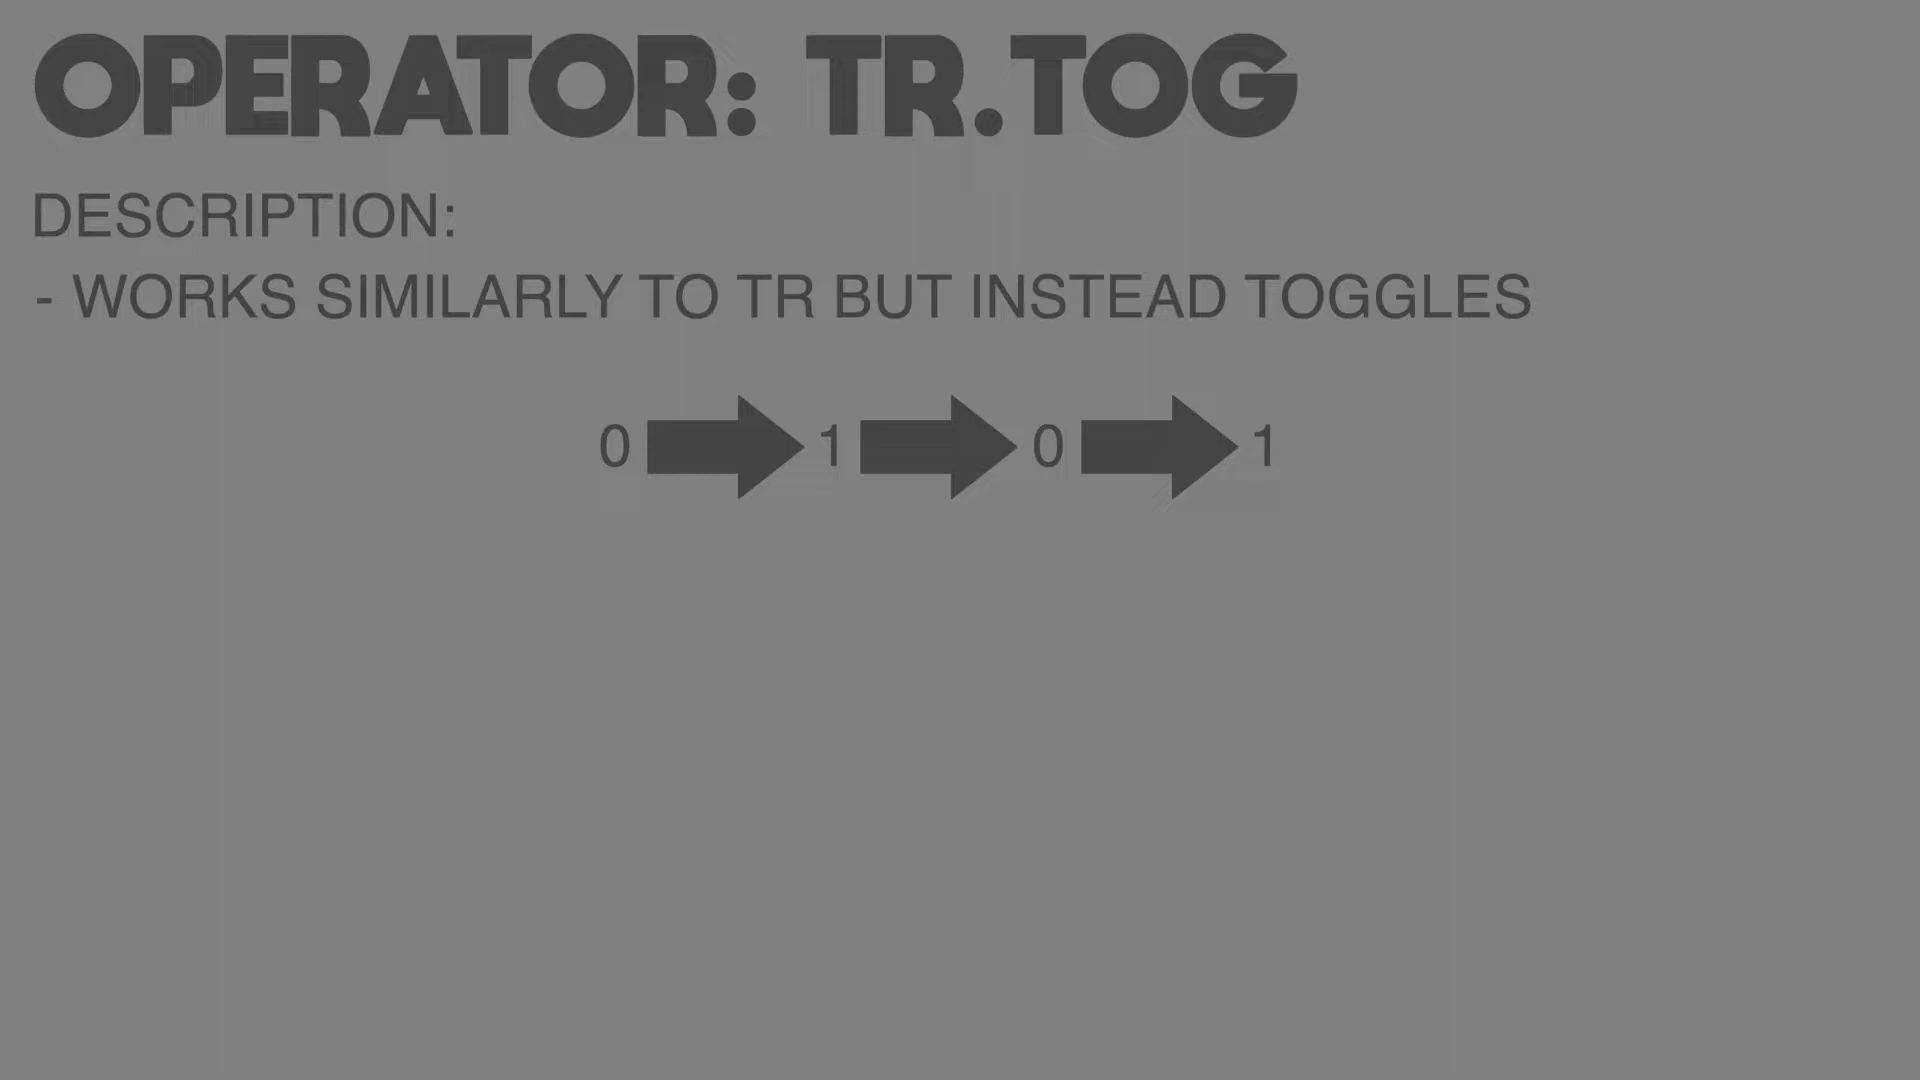 OPERATOR: TR.TOG
DESCRIPTION:
- WORKS SIMILARLY TO TR BUT INSTEAD TOGGLES
0 1 0 1